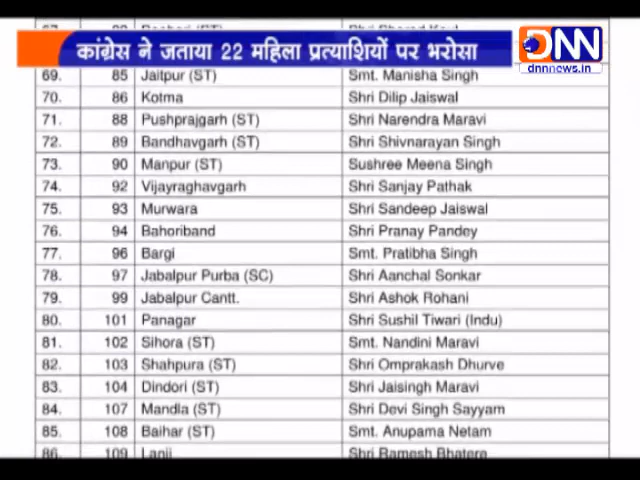 कांग्रेस ने जताया 22 महिला प्रत्याशियों पर भरोसा
DNN
dnnnews.in
69. 85 Jaitpur (ST) Smt. Manisha Singh
70. 86 Kotma Shri Dilip Jaiswal
71. 88 Pushprajgarh (ST) Shri Narendra Maravi
72. 89 Bandhavgarh (ST) Shri Shivnarayan Singh
73. 90 Manpur (ST) Sushree Meena Singh
74. 92 Vijayraghavgarh Shri Sanjay Pathak
75. 93 Murwara Shri Sandeep Jaiswal
76. 94 Bahoriband Shri Pranay Pandey
77. 96 Bargi Smt. Pratibha Singh
78. 97 Jabalpur Purba (SC) Shri Aanchal Sonkar
79. 99 Jabalpur Cantt. Shri Ashok Rohani
80. 101 Panagar Shri Sushil Tiwari (Indu)
81. 102 Sihora (ST) Smt. Nandini Maravi
82. 103 Shahpura (ST) Shri Omprakash Dhurve
83. 104 Dindori (ST) Shri Jaisingh Maravi
84. 107 Mandla (ST) Shri Devi Singh Sayyam
85. 108 Baihar (ST) Smt. Anupama Netam
86. 109 Lanji Shri Ramesh Bhatere